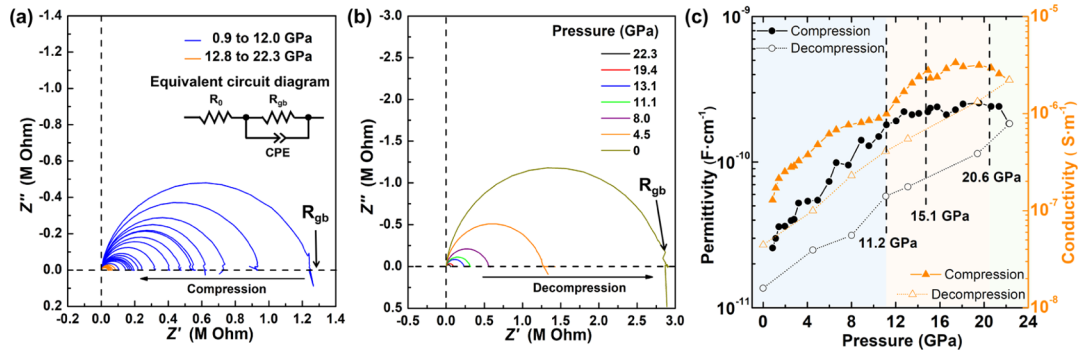 (a)
-1.4
-1.2
-1.0
-0.8
-0.6
-0.4
-0.2
0.0
0.2
Z″ (M Ohm)
0.9 to 12.0 GPa
12.8 to 22.3 GPa
Equivalent circuit diagram
R0
Rgb
CPE
Rgb
Compression
-0.4 0.0 0.4 0.8 1.2 1.6
Z′ (M Ohm)
(b)
-3.0
-2.5
-2.0
-1.5
-1.0
-0.5
0.0
0.5
Z″ (M Ohm)
Pressure (GPa)
22.3
19.4
13.1
11.1
8.0
4.5
0
Rgb
Decompression
-0.5 0.0 0.5 1.0 1.5 2.0 2.5 3.0
Z′ (M Ohm)
(c)
10⁻⁹
10⁻¹⁰
10⁻¹¹
Permittivity (F·cm⁻¹)
Compression
Decompression
20.6 GPa
15.1 GPa
11.2 GPa
Compression
Decompression
0 4 8 12 16 20 24
Pressure (GPa)
10⁻⁵
10⁻⁶
10⁻⁷
10⁻⁸
Conductivity ( S·m⁻¹)